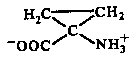 H₂C CH₂
C
⁻OOC NH₃⁺